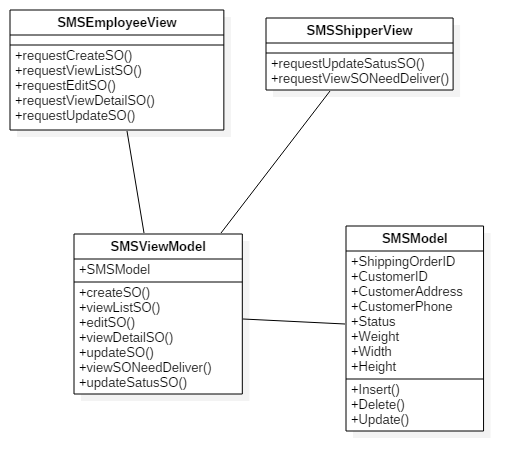 SMSEmployeeView
+requestCreateSO()
+requestViewListSO()
+requestEditSO()
+requestViewDetailSO()
+requestUpdateSO()
SMSShipperView
+requestUpdateSatusSO()
+requestViewSONeedDeliver()
SMSViewModel
+SMSModel
+createSO()
+viewListSO()
+editSO()
+viewDetailSO()
+updateSO()
+viewSONeedDeliver()
+updateSatusSO()
SMSModel
+ShippingOrderID
+CustomerID
+CustomerAddress
+CustomerPhone
+Status
+Weight
+Width
+Height
+Insert()
+Delete()
+Update()